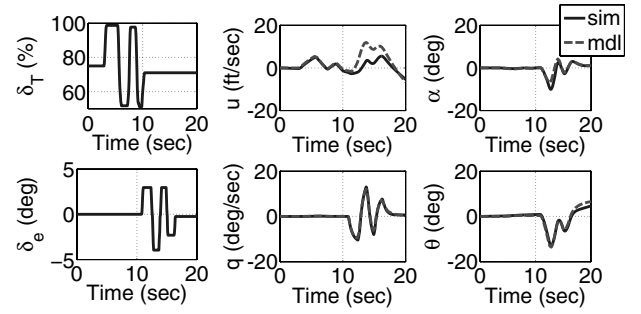 sim
mdl
100
80
60
δ_T (%)
0 10 20
Time (sec)
20
0
−20
u (ft/sec)
0 10 20
Time (sec)
20
0
−20
α (deg)
0 10 20
Time (sec)
5
0
−5
δ_e (deg)
0 10 20
Time (sec)
20
0
−20
q (deg/sec)
0 10 20
Time (sec)
20
0
−20
θ (deg)
0 10 20
Time (sec)